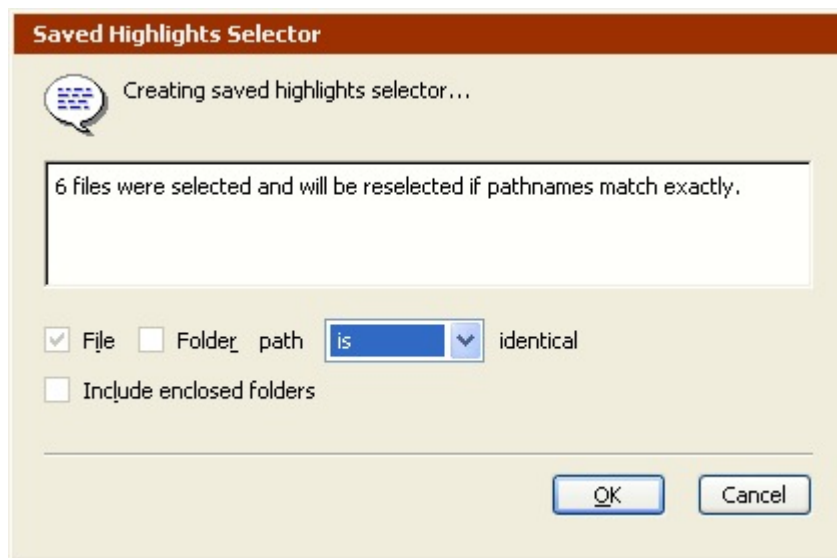 Saved Highlights Selector
Creating saved highlights selector...
6 files were selected and will be reselected if pathnames match exactly.
File Folder path is identical
Include enclosed folders
OK Cancel